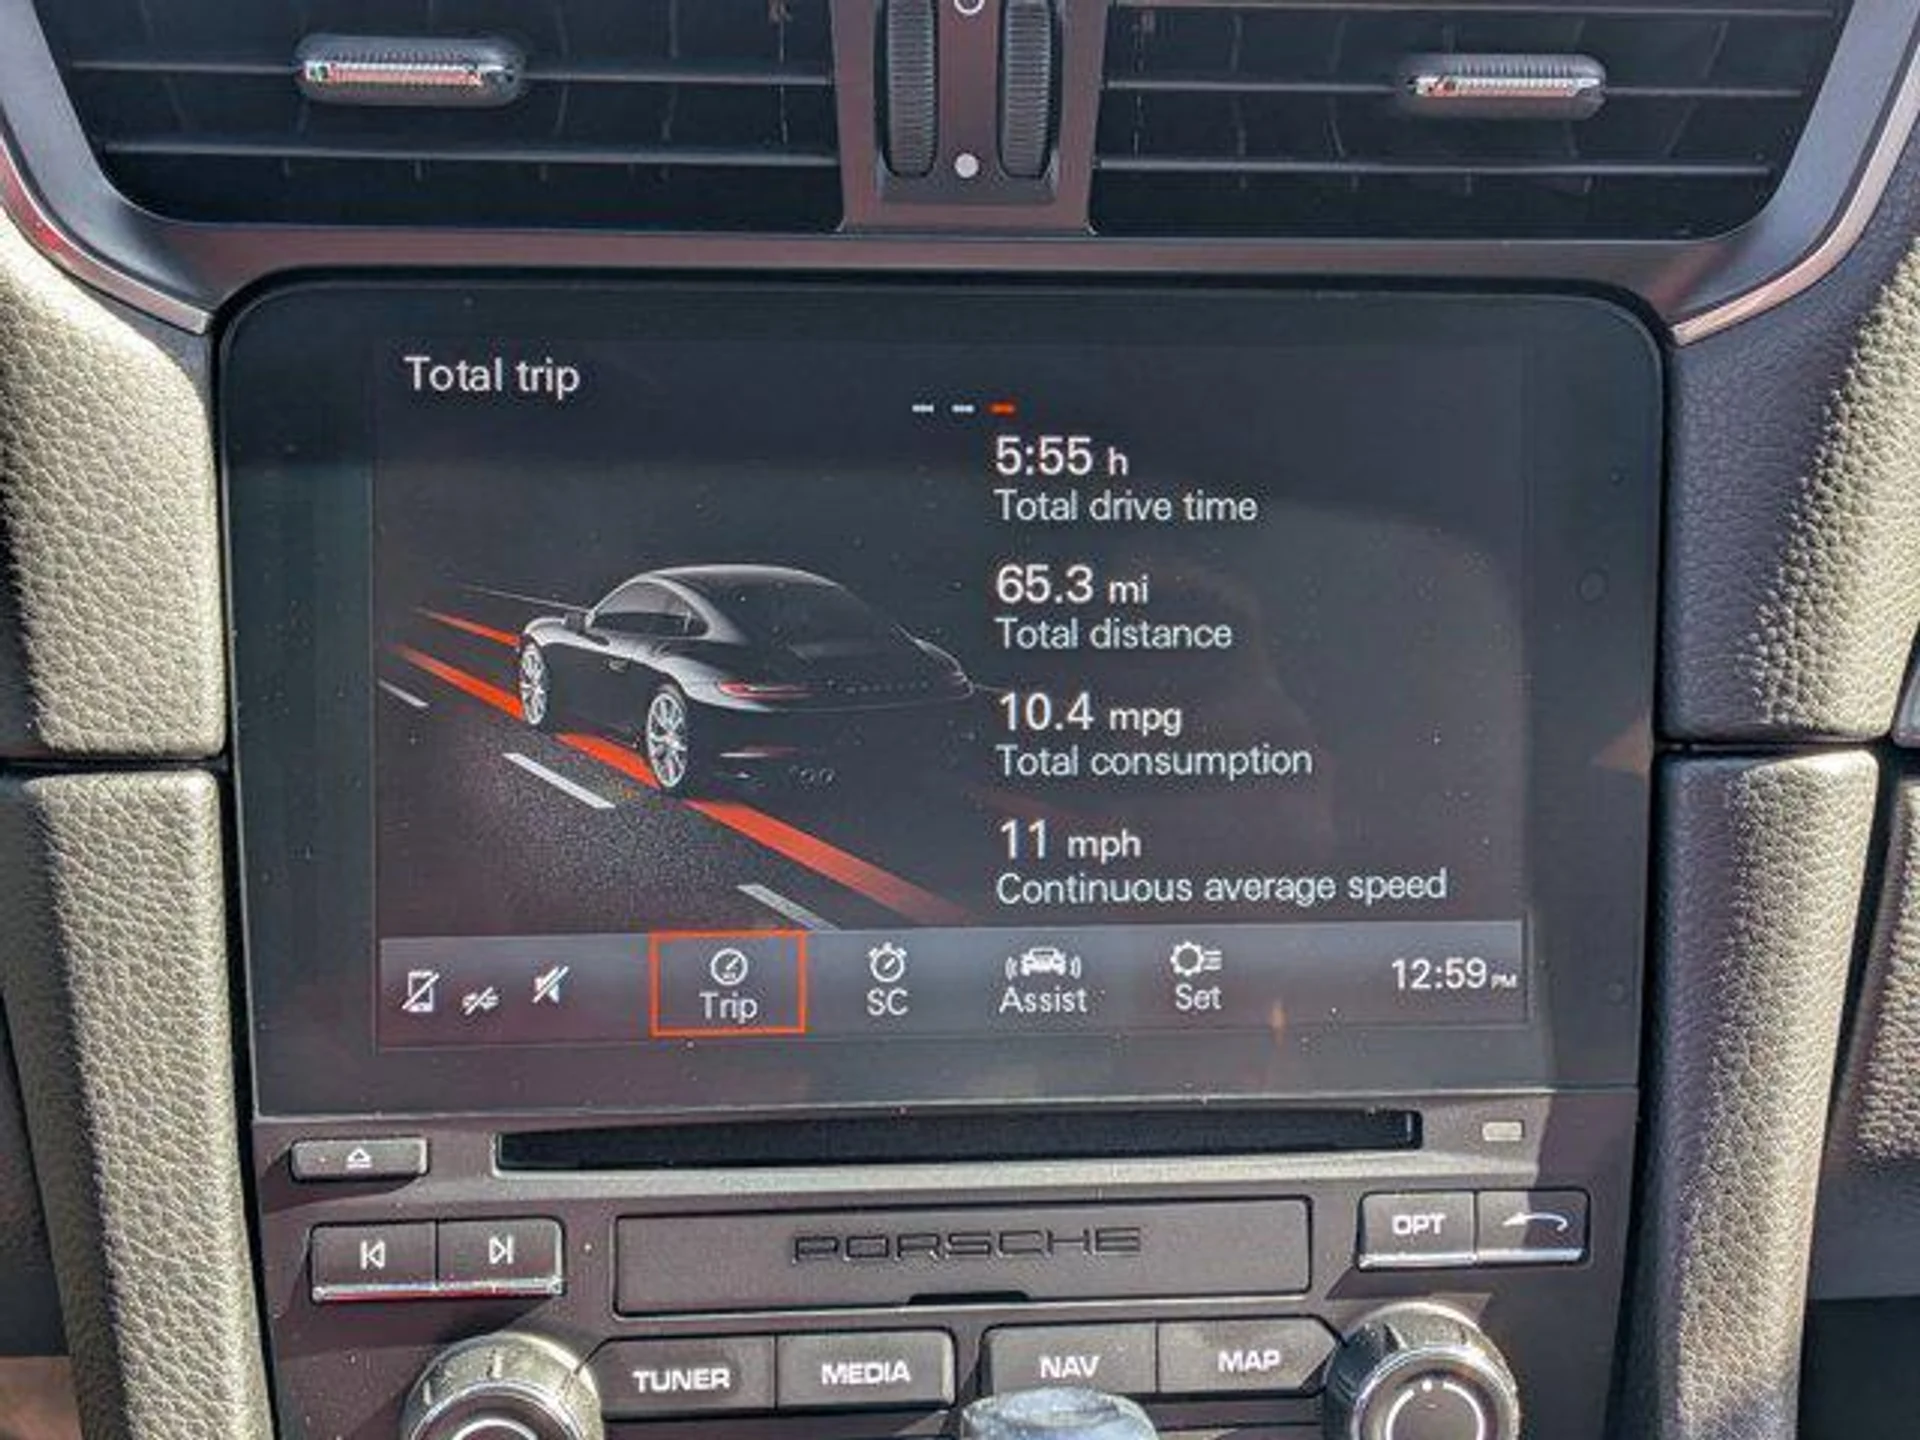 Total trip
5:55 h
Total drive time
65.3 mi
Total distance
10.4 mpg
Total consumption
11 mph
Continuous average speed
Trip
SC
Assist
Set
12:59 PM
OPT
PORSCHE
TUNER
MEDIA
NAV
MAP